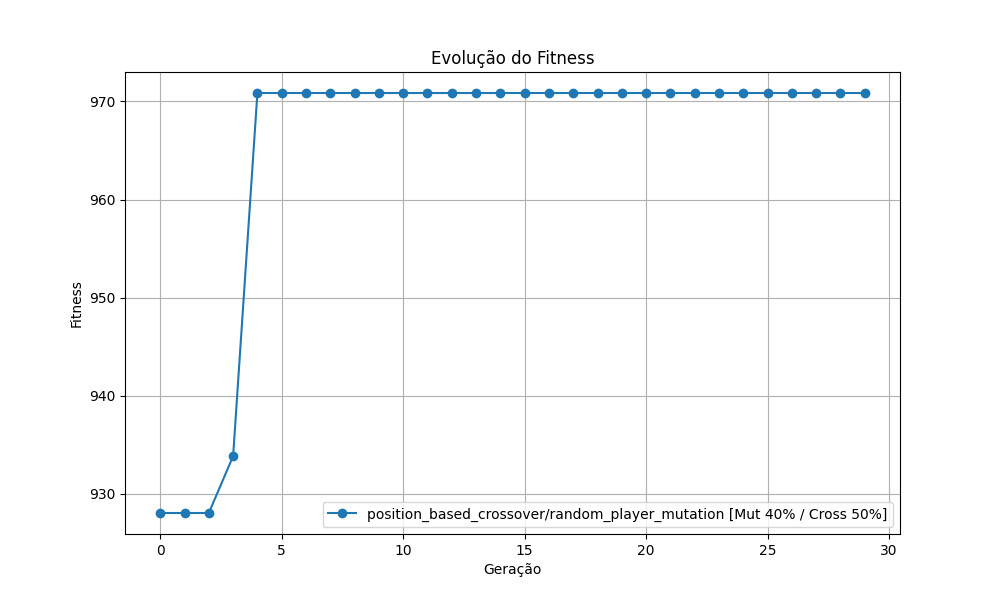 Evolução do Fitness
Fitness
970
960
950
940
930
position_based_crossover/random_player_mutation [Mut 40% / Cross 50%]
0 5 10 15 20 25 30
Geração